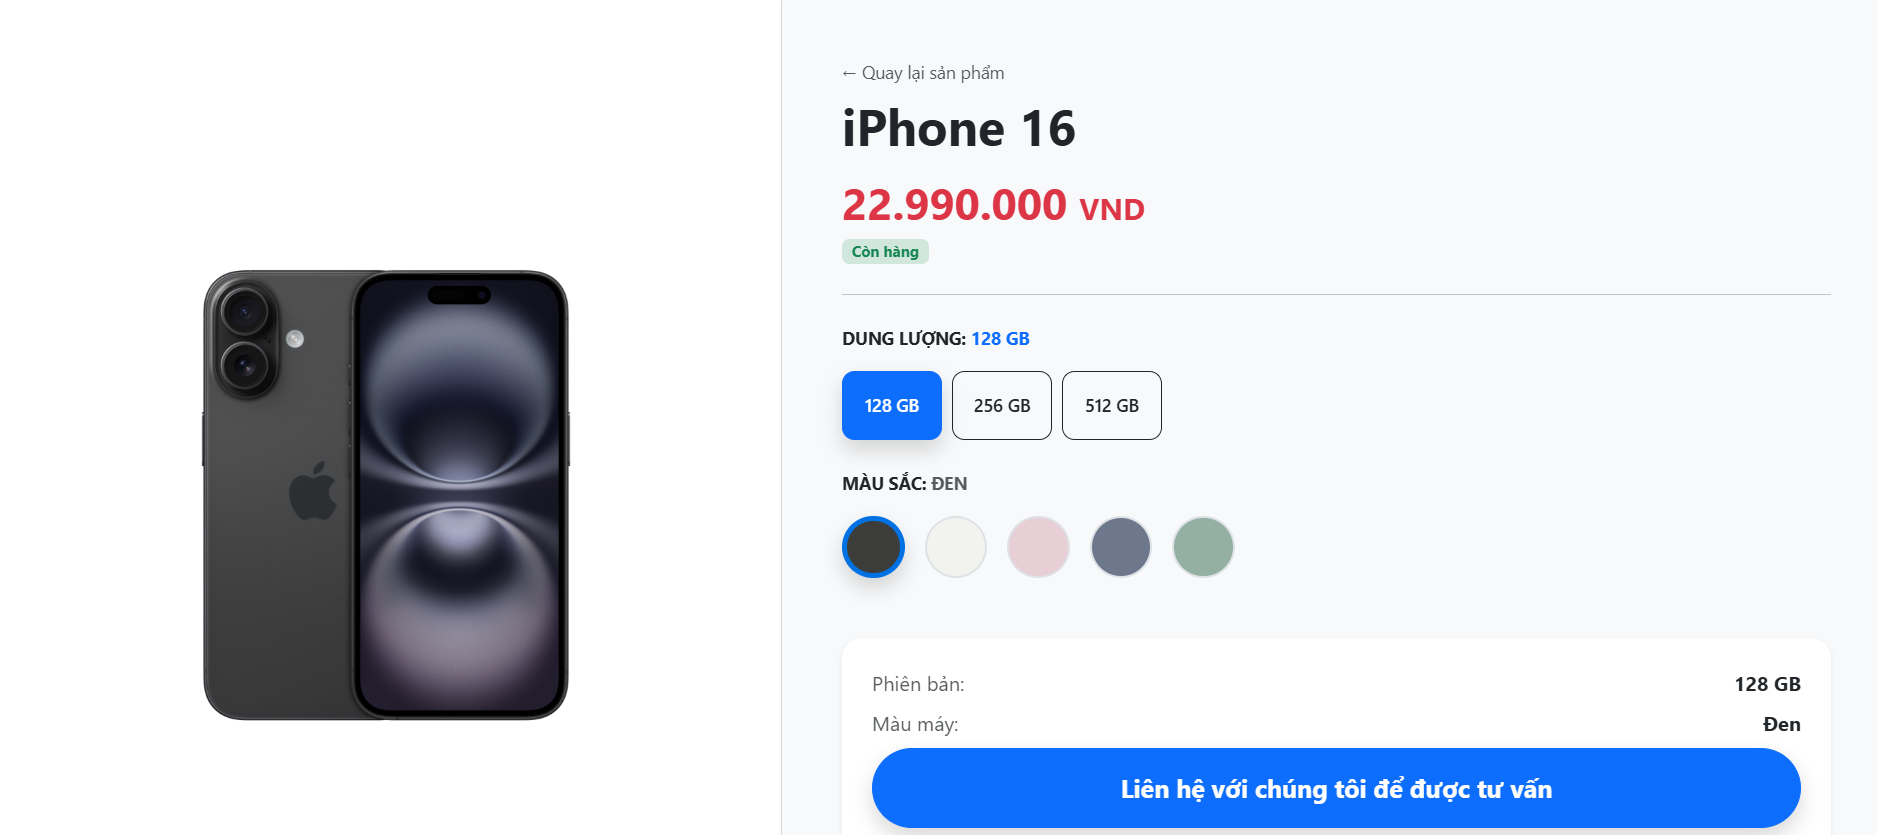 ← Quay lại sản phẩm
iPhone 16
22.990.000 VND
Còn hàng
DUNG LƯỢNG: 128 GB
128 GB 256 GB 512 GB
MÀU SẮC: ĐEN
Phiên bản: 128 GB
Màu máy: Đen
Liên hệ với chúng tôi để được tư vấn